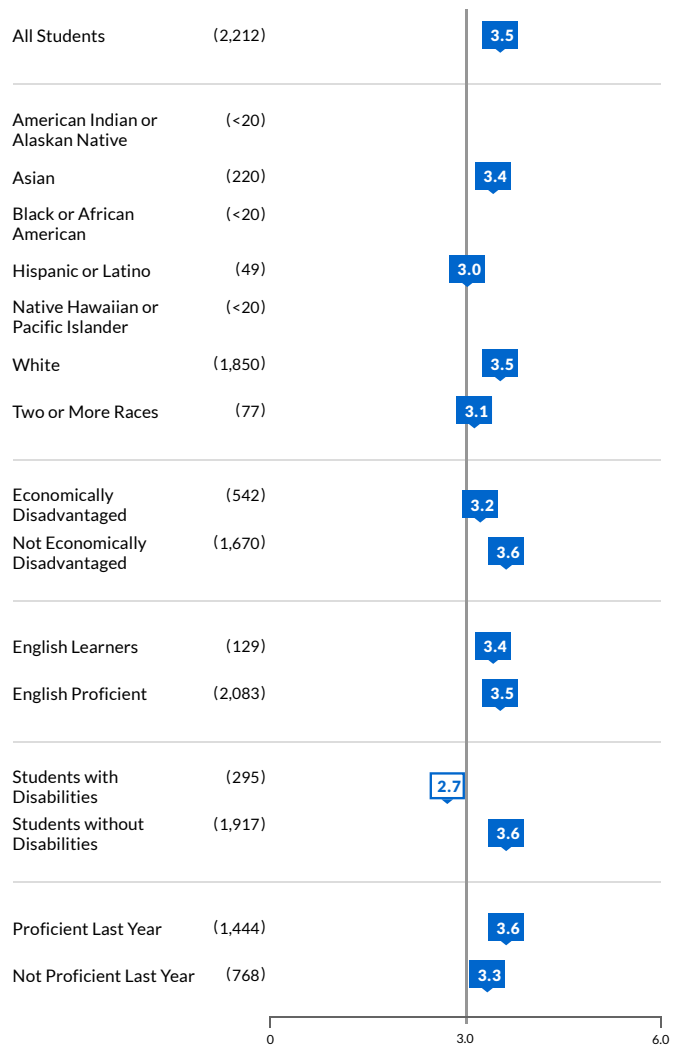 All Students (2,212) 3.5
American Indian or (<20)
Alaskan Native
Asian (220) 3.4
Black or African (<20)
American
Hispanic or Latino (49) 3.0
Native Hawaiian or (<20)
Pacific Islander
White (1,850) 3.5
Two or More Races (77) 3.1
Economically (542) 3.2
Disadvantaged
Not Economically (1,670) 3.6
Disadvantaged
English Learners (129) 3.4
English Proficient (2,083) 3.5
Students with (295) 2.7
Disabilities
Students without (1,917) 3.6
Disabilities
Proficient Last Year (1,444) 3.6
Not Proficient Last Year (768) 3.3
0 3.0 6.0